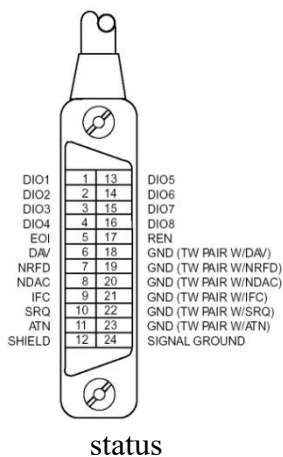 DIO1 1 13 DIO5
DIO2 2 14 DIO6
DIO3 3 15 DIO7
DIO4 4 16 DIO8
EOI 5 17 REN
DAV 6 18 GND (TW PAIR W/DAV)
NRFD 7 19 GND (TW PAIR W/NRFD)
NDAC 8 20 GND (TW PAIR W/NDAC)
IFC 9 21 GND (TW PAIR W/IFC)
SRQ 10 22 GND (TW PAIR W/SRQ)
ATN 11 23 GND (TW PAIR W/ATN)
SHIELD 12 24 SIGNAL GROUND
status